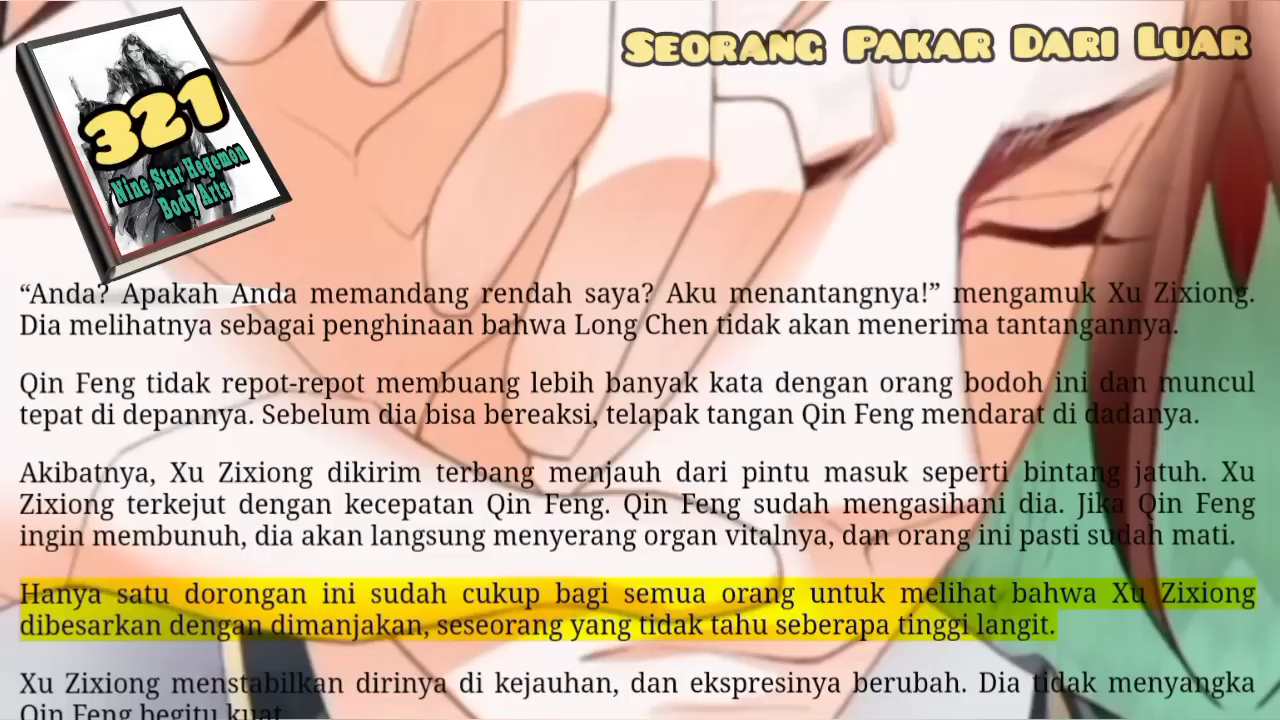 SEORANG PAKAR DARI LUAR
321
Nine Star Hegemon
Body Arts
“Anda? Apakah Anda memandang rendah saya? Aku menantangnya!” mengamuk Xu Zixiong.
Dia melihatnya sebagai penghinaan bahwa Long Chen tidak akan menerima tantangannya.
Qin Feng tidak repot-repot membuang lebih banyak kata dengan orang bodoh ini dan muncul
tepat di depannya. Sebelum dia bisa bereaksi, telapak tangan Qin Feng mendarat di dadanya.
Akibatnya, Xu Zixiong dikirim terbang menjauh dari pintu masuk seperti bintang jatuh. Xu
Zixiong terkejut dengan kecepatan Qin Feng. Qin Feng sudah mengasihani dia. Jika Qin Feng
ingin membunuh, dia akan langsung menyerang organ vitalnya, dan orang ini pasti sudah mati.
Hanya satu dorongan ini sudah cukup bagi semua orang untuk melihat bahwa Xu Zixiong
dibesarkan dengan dimanjakan, seseorang yang tidak tahu seberapa tinggi langit.
Xu Zixiong menstabilkan dirinya di kejauhan, dan ekspresinya berubah. Dia tidak menyangka
Qin Feng begitu kuat.